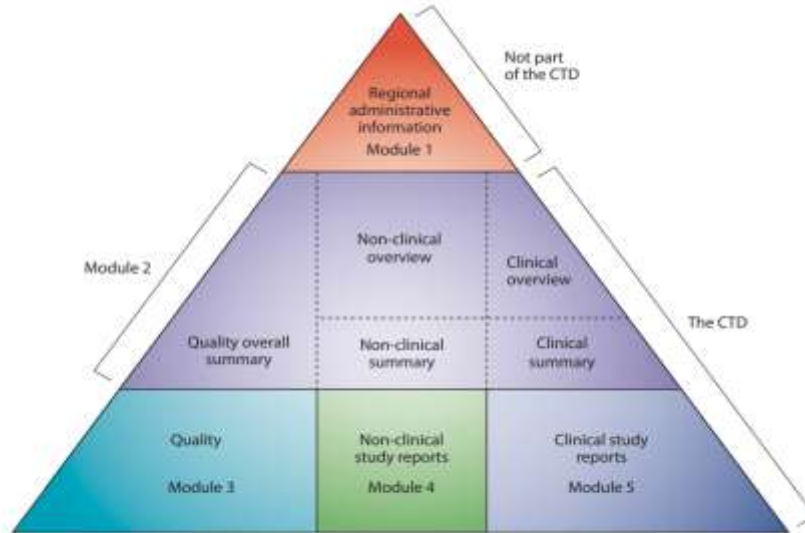 Not part
of the CTD
Regional
administrative
information
Module 1
Module 2
Non-clinical
overview
Clinical
overview
The CTD
Quality overall
summary
Non-clinical
summary
Clinical
summary
Quality
Module 3
Non-clinical
study reports
Module 4
Clinical study
reports
Module 5